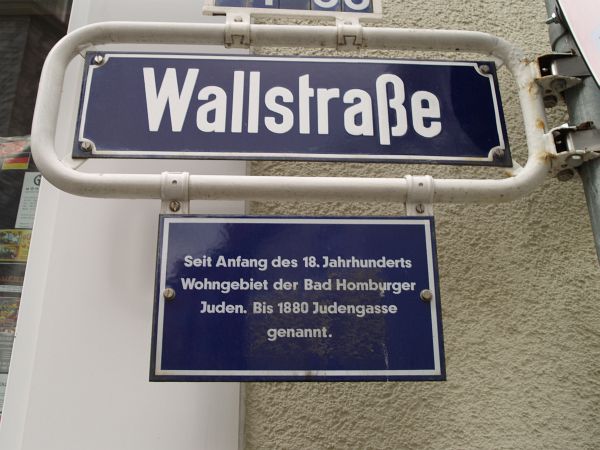 Wallstraße
Seit Anfang des 18. Jahrhunderts
Wohngebiet der Bad Homburger
Juden. Bis 1880 Judengasse
genannt.